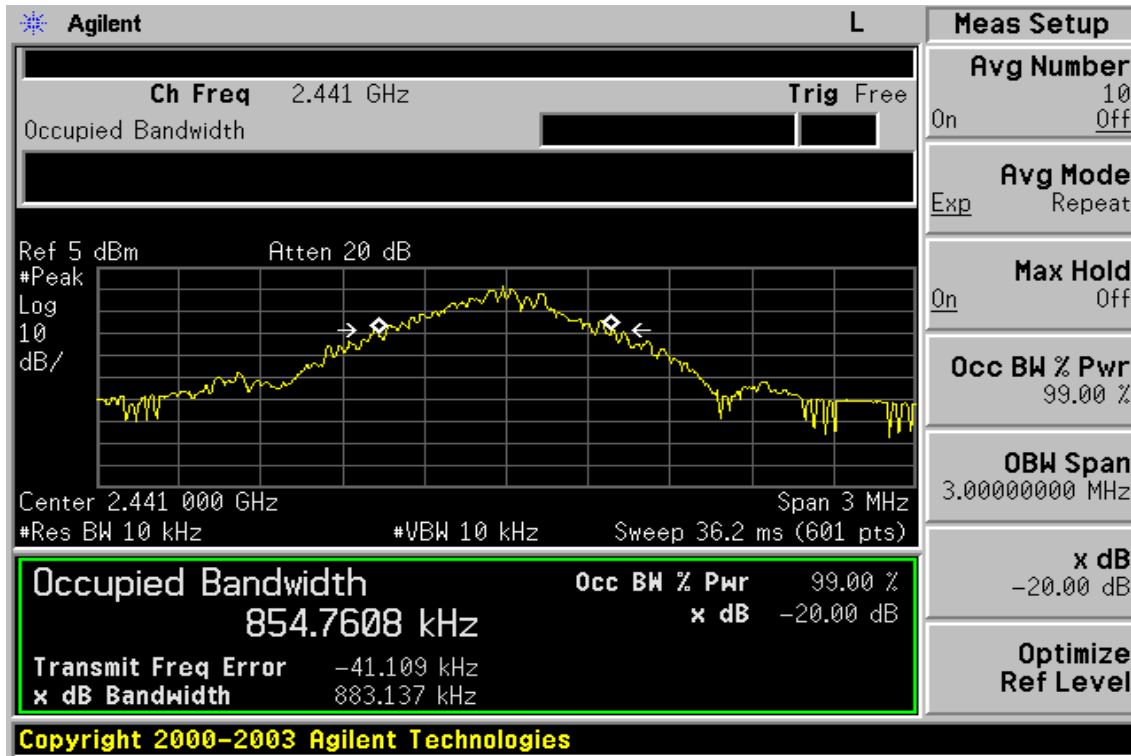 Agilent L
Ch Freq 2.441 GHz Trig Free
Occupied Bandwidth
Ref 5 dBm Atten 20 dB
#Peak
Log
10
dB/
Center 2.441 000 GHz Span 3 MHz
#Res BW 10 kHz #VBW 10 kHz Sweep 36.2 ms (601 pts)
Occupied Bandwidth Occ BW % Pwr 99.00 %
854.7608 kHz x dB -20.00 dB
Transmit Freq Error -41.109 kHz
x dB Bandwidth 883.137 kHz
Copyright 2000-2003 Agilent Technologies
Meas Setup
Avg Number
10
On Off
Avg Mode
Exp Repeat
Max Hold
On Off
Occ BW % Pwr
99.00 %
OBW Span
3.00000000 MHz
x dB
-20.00 dB
Optimize
Ref Level